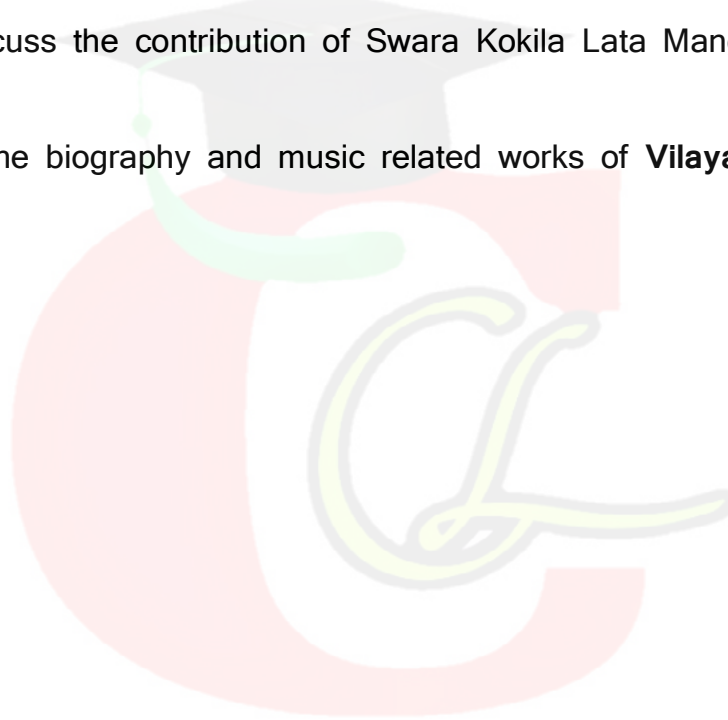 cuss the contribution of Swara Kokila Lata Man
he biography and music related works of Vilaya